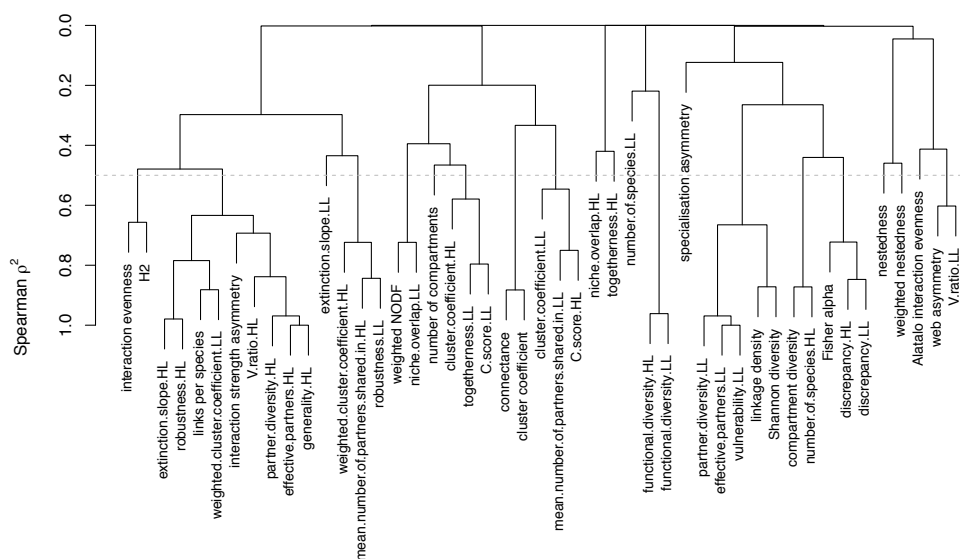 Spearman ρ²
0.0
0.2
0.4
0.6
0.8
1.0
interaction evenness
H2
extinction.slope.HL
robustness.HL
links per species
weighted.cluster.coefficient.LL
interaction strength asymmetry
V.ratio.HL
partner.diversity.HL
effective.partners.HL
generality.HL
extinction.slope.LL
weighted.cluster.coefficient.HL
mean.number.of.partners.shared.in.HL
robustness.LL
weighted NODF
niche.overlap.LL
number of compartments
cluster.coefficient.HL
togetherness.LL
C.score.LL
connectance
cluster coefficient
cluster.coefficient.LL
mean.number.of.partners.shared.in.LL
C.score.HL
niche.overlap.HL
togetherness.HL
number.of.species.LL
functional.diversity.HL
functional.diversity.LL
specialisation asymmetry
partner.diversity.LL
effective.partners.LL
vulnerability.LL
linkage density
Shannon diversity
compartment diversity
number.of.species.HL
Fisher alpha
discrepancy.HL
discrepancy.LL
nestedness
weighted nestedness
Alatalo interaction evenness
web asymmetry
V.ratio.LL